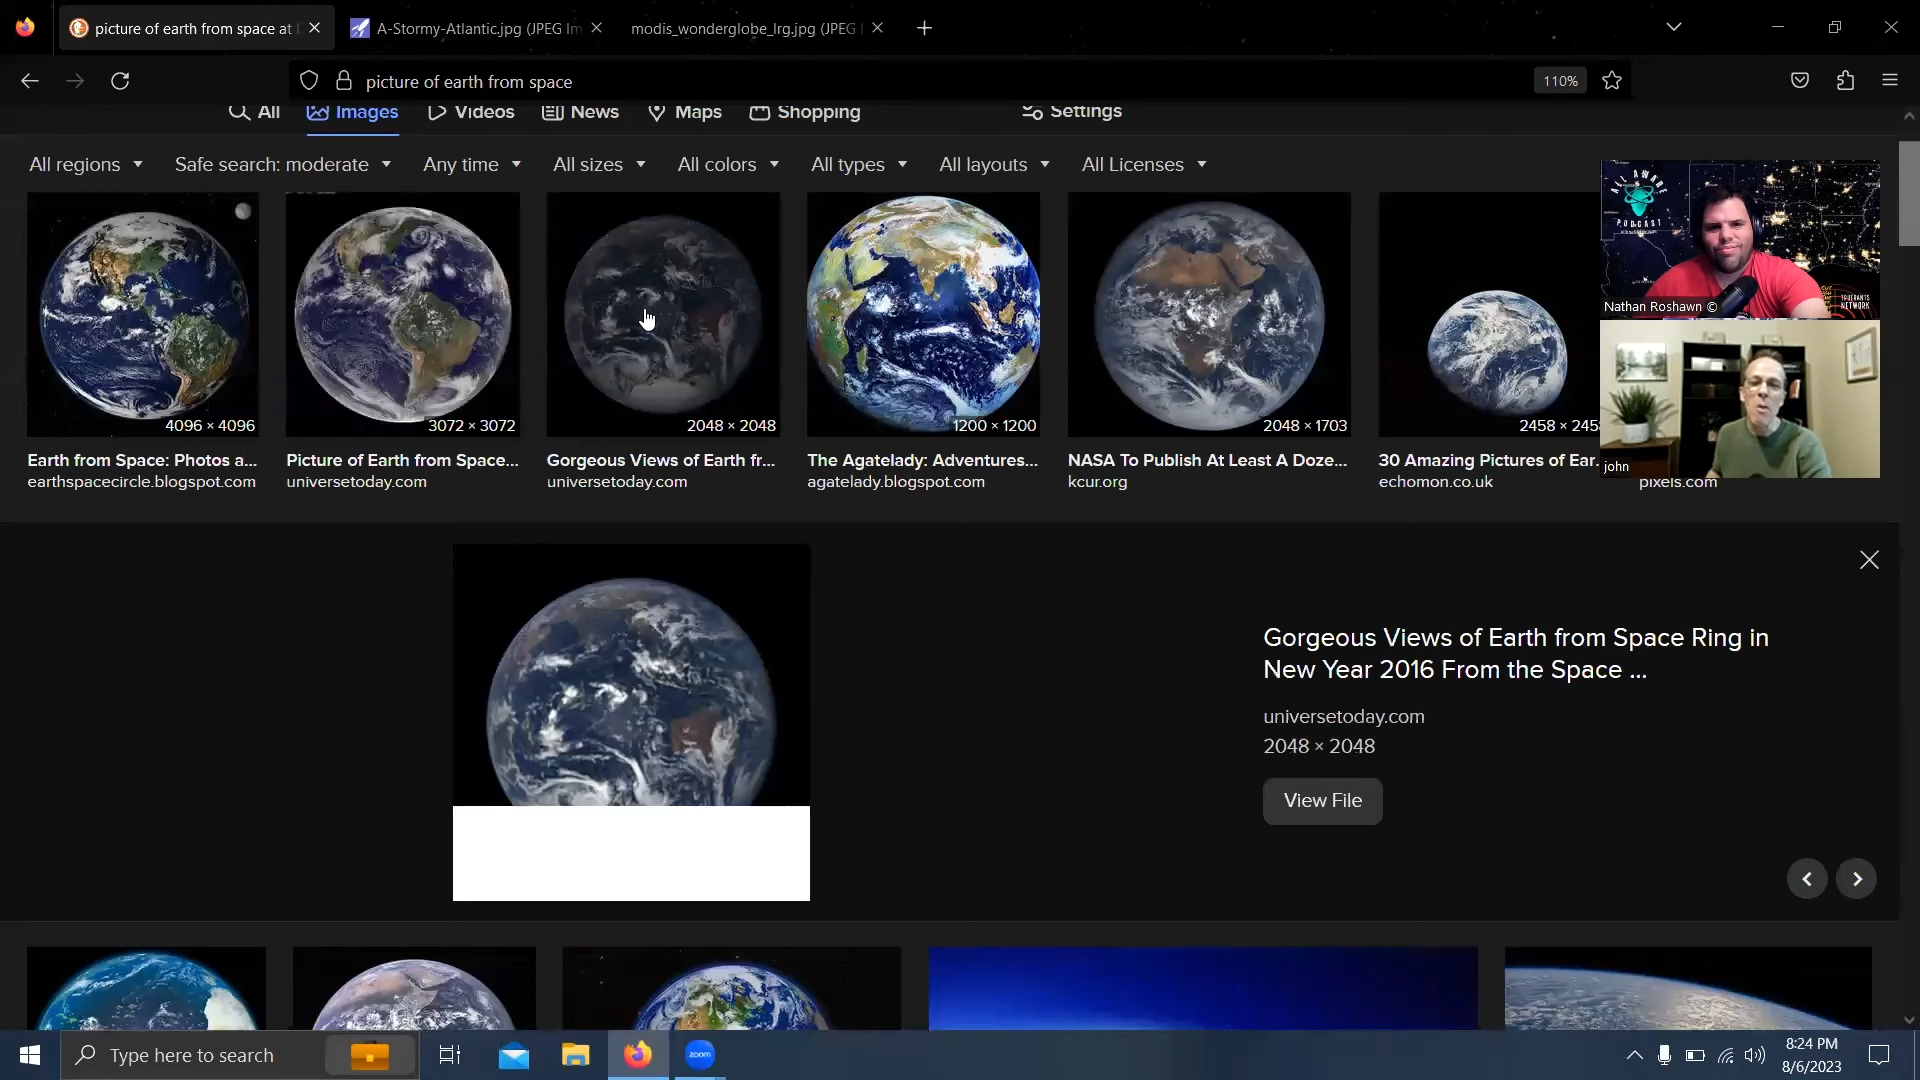 picture of earth from space at
A-Stormy-Atlantic.jpg (JPEG Im
modis_wonderglobe_lrg.jpg (JPEG I
picture of earth from space
110%
All
Images
Videos
News
Maps
Shopping
Settings
All regions
Safe search: moderate
Any time
All sizes
All colors
All types
All layouts
All Licenses
4096 × 4096
3072 × 3072
2048 × 2048
1200 × 1200
2048 × 1703
2458 × 245
Earth from Space: Photos a...
earthspacecircle.blogspot.com
Picture of Earth from Space...
universetoday.com
Gorgeous Views of Earth fr...
universetoday.com
The Agatelady: Adventures...
agatelady.blogspot.com
NASA To Publish At Least A Doze...
kcur.org
30 Amazing Pictures of Ear.
echomon.co.uk
pixels.com
ALL AWARE
PODCAST
TRUERANTS
NETWORK
Nathan Roshawn ©
john
Gorgeous Views of Earth from Space Ring in
New Year 2016 From the Space ...
universetoday.com
2048 × 2048
View File
Type here to search
zoom
8:24 PM
8/6/2023